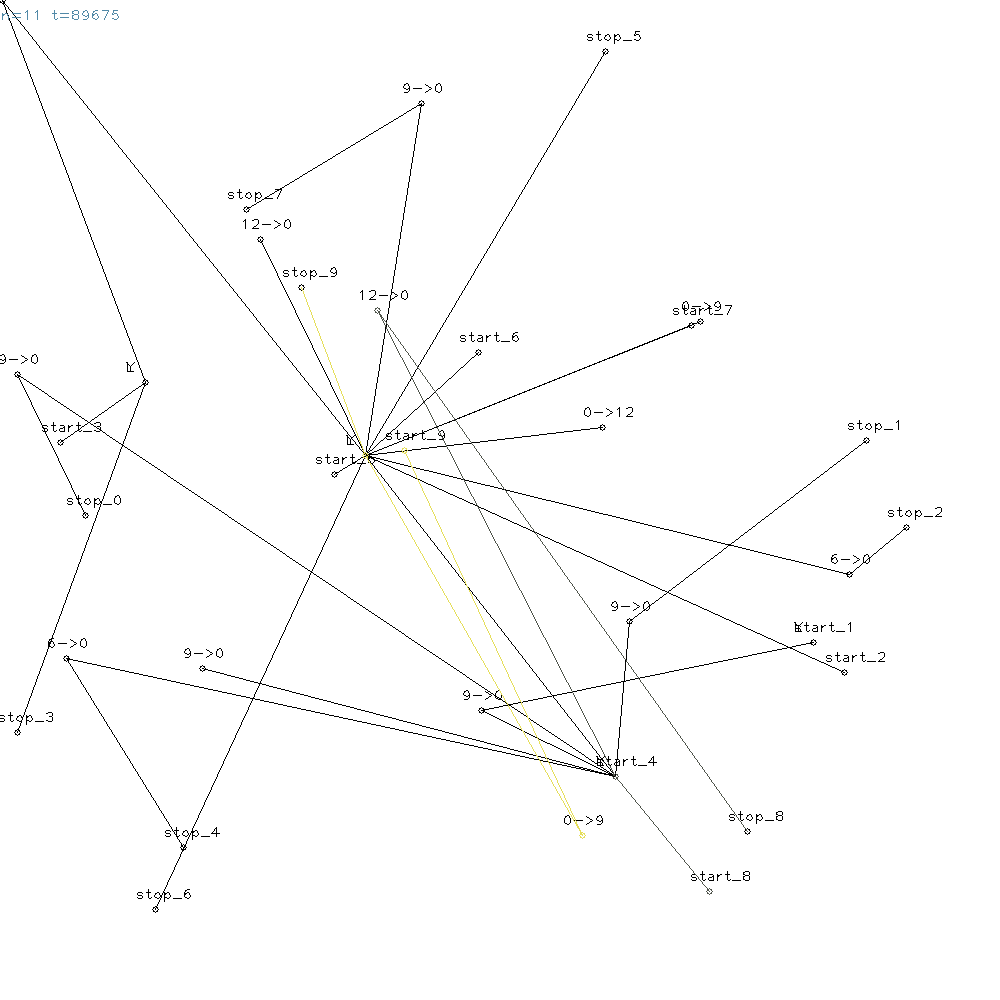 r=11 t=89675
stop_5
9->0
stop_7
12->0
stop_9
12->0
0->9
start_7
start_6
9->0
R
0->12
start_3
stop_1
start_9
R
start_5
stop_0
stop_2
6->0
9->0
start_1
6->0
9->0
start_2
9->0
stop_3
start_4
stop_8
0->9
stop_4
start_8
stop_6